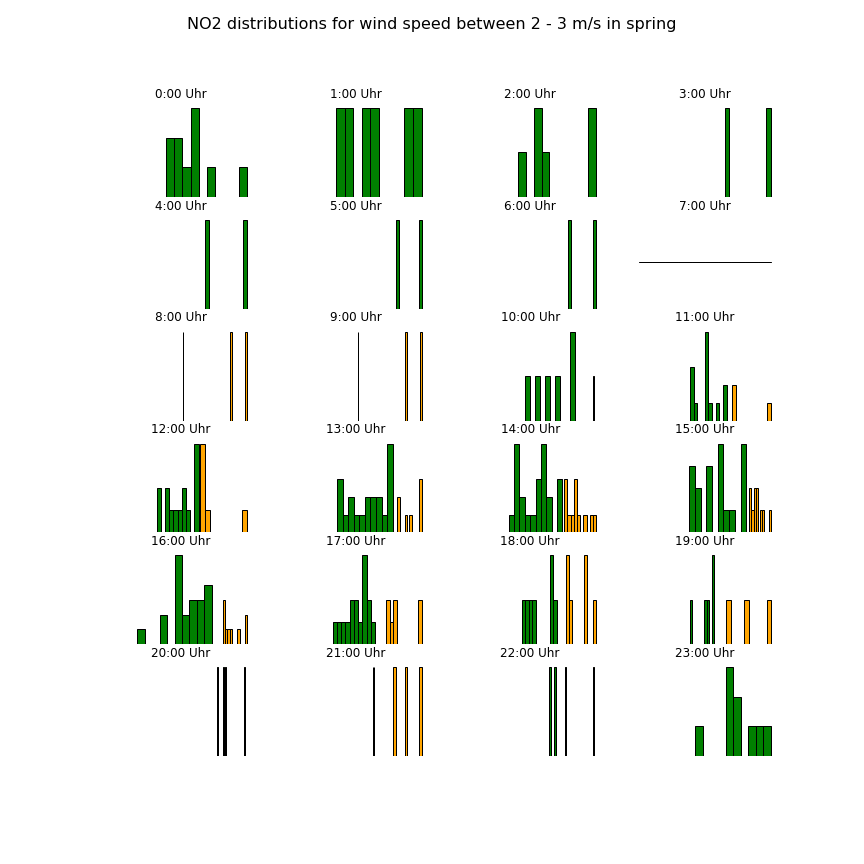 NO2 distributions for wind speed between 2 - 3 m/s in spring
0:00 Uhr 1:00 Uhr 2:00 Uhr 3:00 Uhr
4:00 Uhr 5:00 Uhr 6:00 Uhr 7:00 Uhr
8:00 Uhr 9:00 Uhr 10:00 Uhr 11:00 Uhr
12:00 Uhr 13:00 Uhr 14:00 Uhr 15:00 Uhr
16:00 Uhr 17:00 Uhr 18:00 Uhr 19:00 Uhr
20:00 Uhr 21:00 Uhr 22:00 Uhr 23:00 Uhr